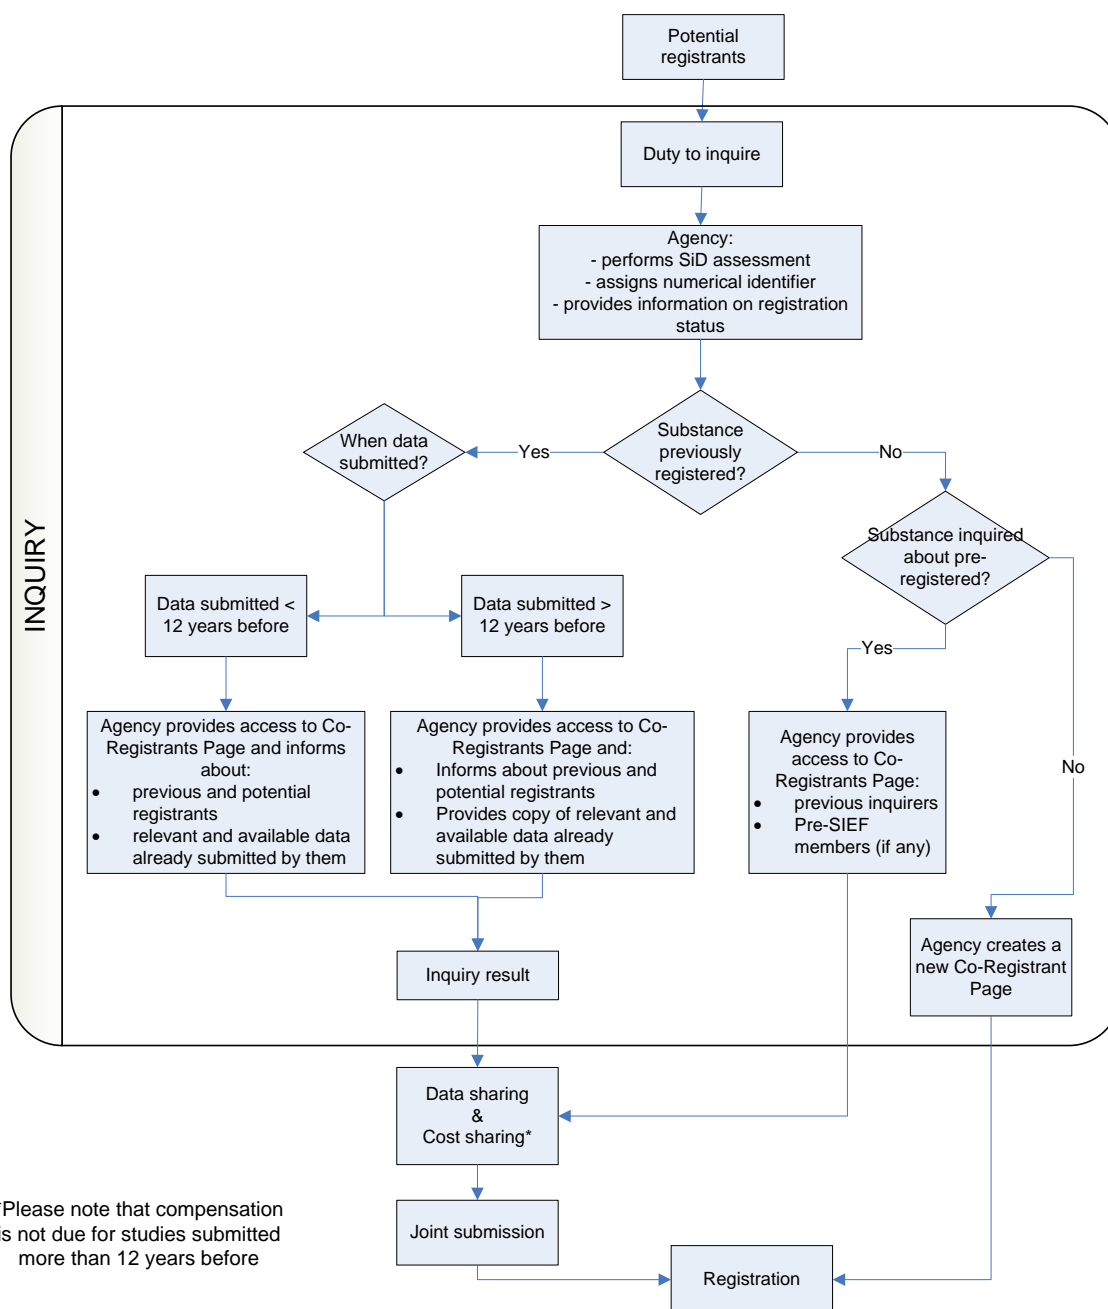 Potential
registrants
Duty to inquire
Agency:
- performs SiD assessment
- assigns numerical identifier
- provides information on registration
status
Substance
previously
registered?
When data
submitted?
Yes
No
Substance inquired
about pre-
registered?
Data submitted <
12 years before
Data submitted >
12 years before
Yes
No
Agency provides access to Co-
Registrants Page and informs
about:
• previous and potential
registrants
• relevant and available data
already submitted by them
Agency provides access to Co-
Registrants Page and:
• Informs about previous and
potential registrants
• Provides copy of relevant and
available data already
submitted by them
Agency provides
access to Co-
Registrants Page:
• previous inquirers
• Pre-SIEF
members (if any)
INQUIRY
Agency creates a
new Co-Registrant
Page
Inquiry result
Data sharing
&
Cost sharing*
Joint submission
Registration
*Please note that compensation
is not due for studies submitted
more than 12 years before